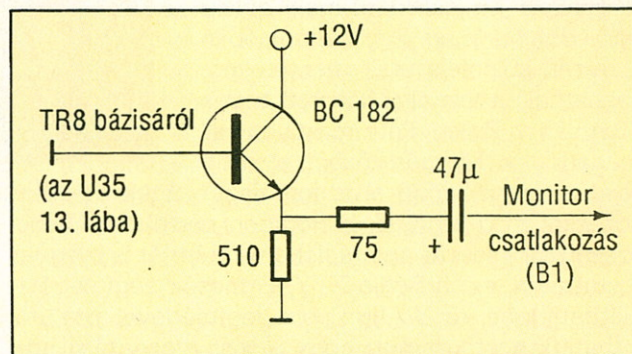 +12V
BC 182
TR8 bázisáról
(az U35
13. lába)
47µ
+
Monitor
csatlakozás
(B1)
510
75